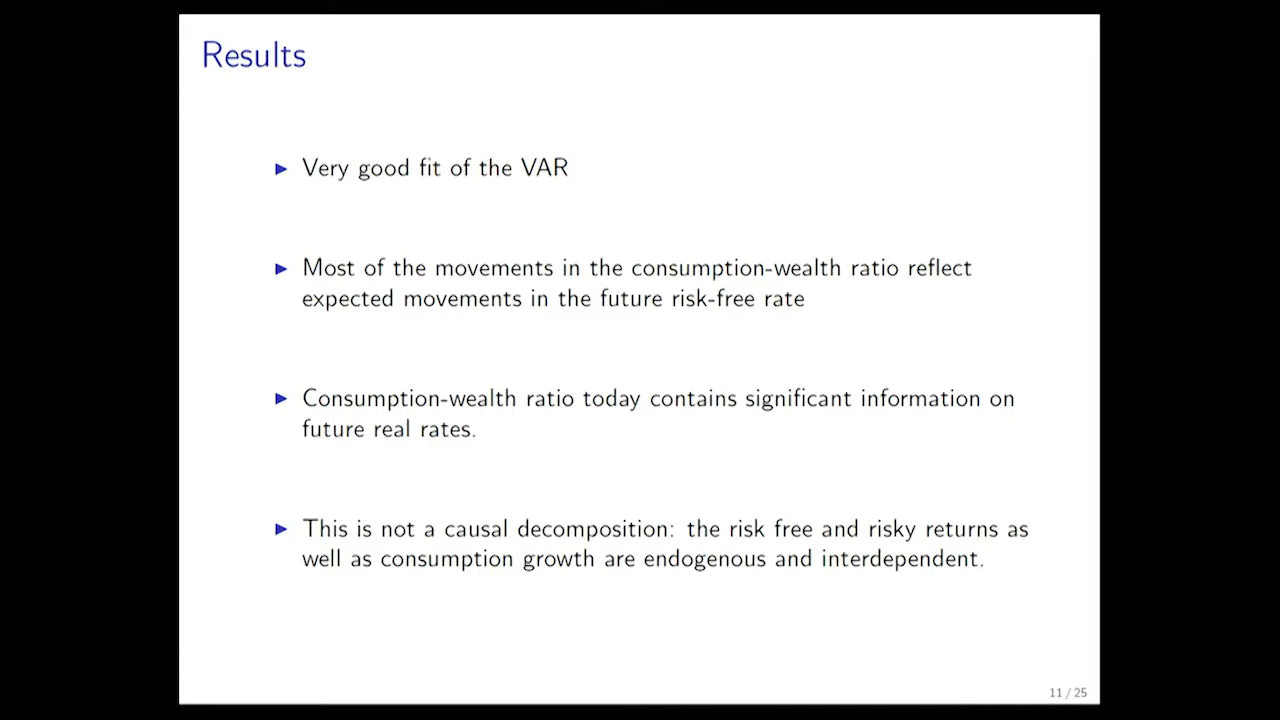 Results
▶ Very good fit of the VAR
▶ Most of the movements in the consumption-wealth ratio reflect
expected movements in the future risk-free rate
▶ Consumption-wealth ratio today contains significant information on
future real rates.
▶ This is not a causal decomposition: the risk free and risky returns as
well as consumption growth are endogenous and interdependent.
11 / 25